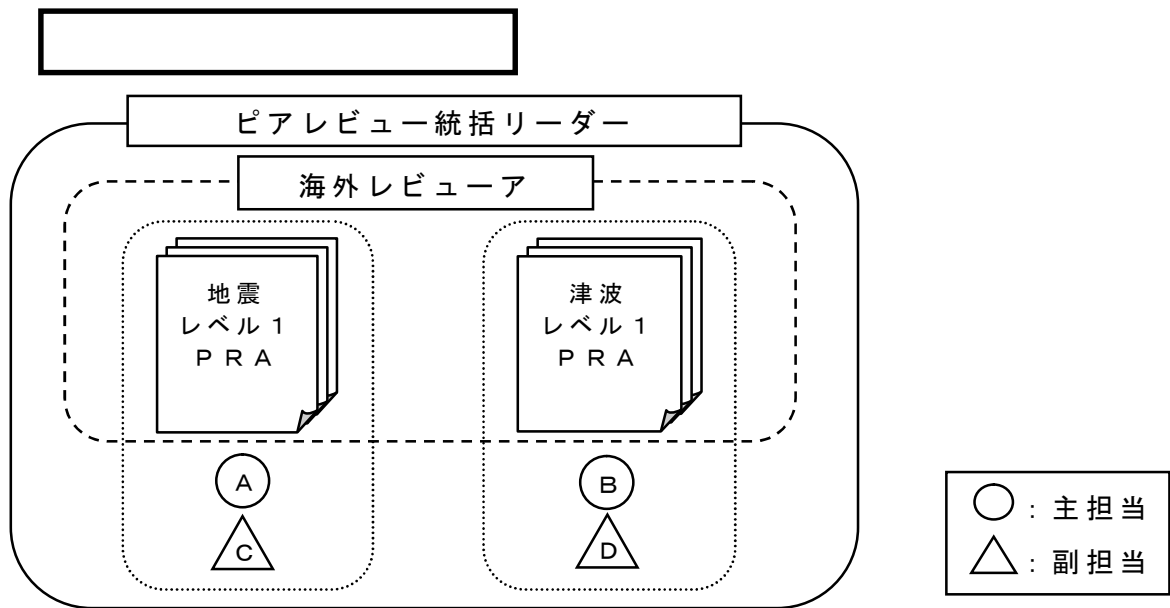 ピアレビュー統括リーダー
海外レビューア
地震
レベル１
ＰＲＡ
津波
レベル１
ＰＲＡ
A
B
C
D
：主担当
：副担当